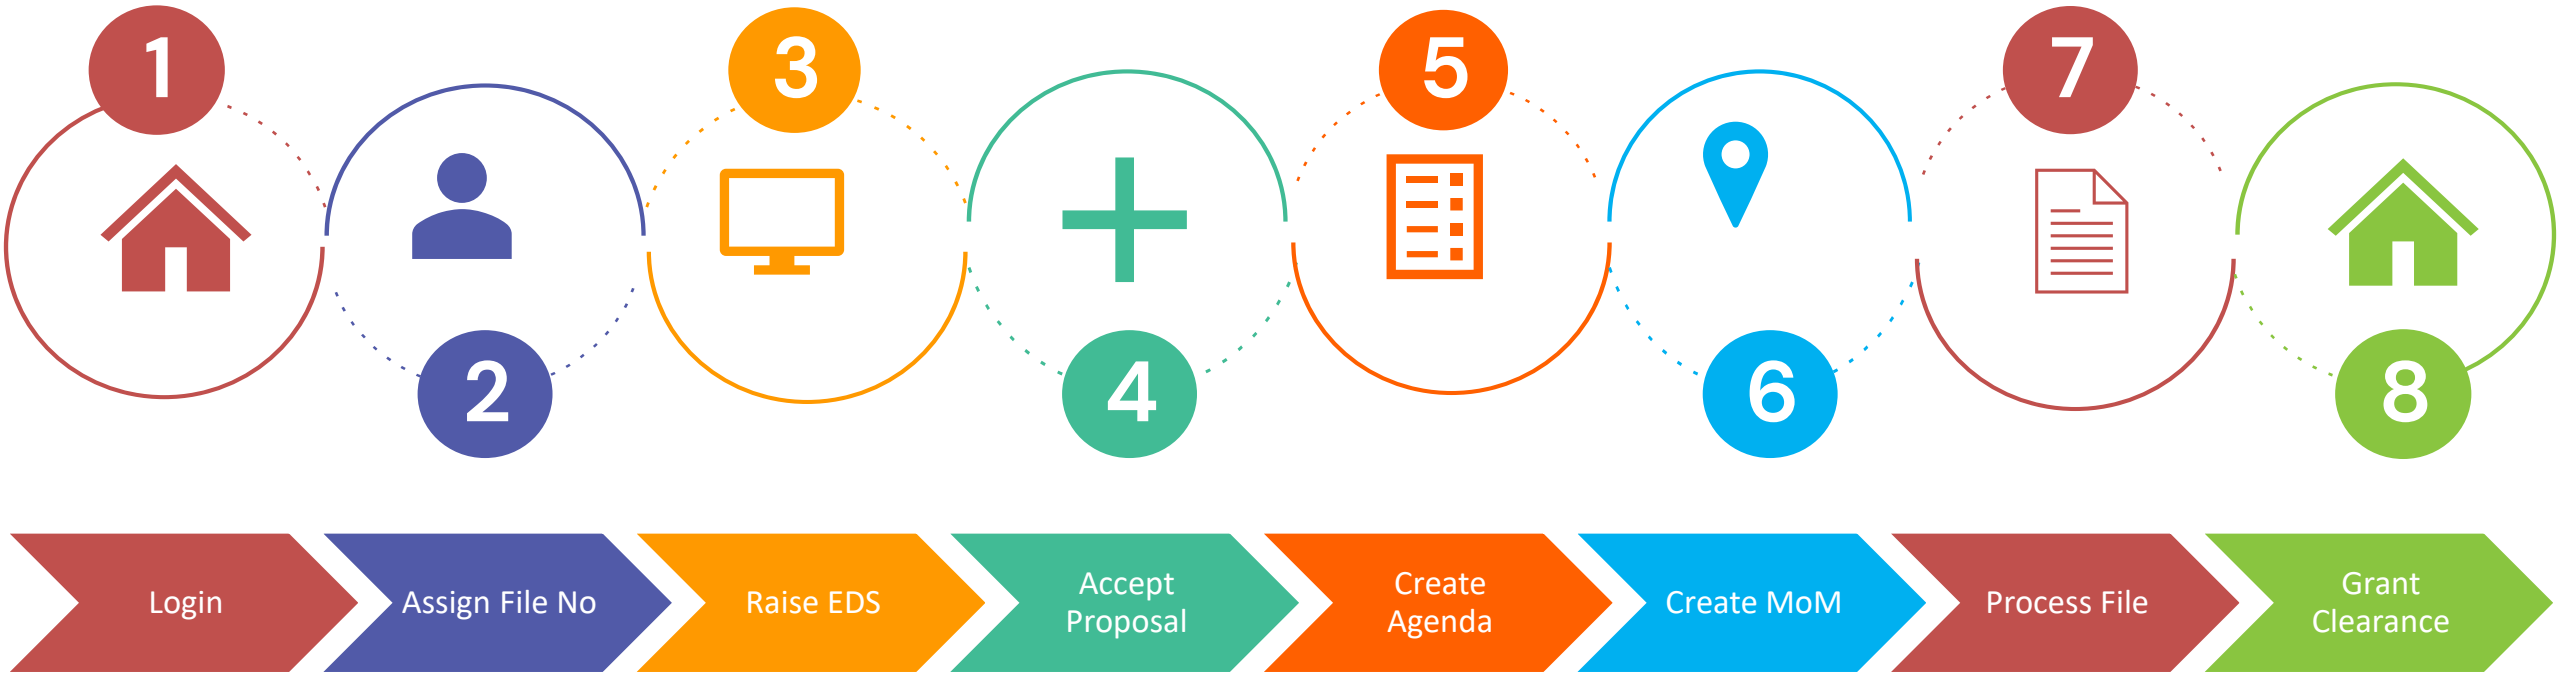 1
3
5
7
2
4
6
8
Login
Assign File No
Raise EDS
Accept
Proposal
Create
Agenda
Create MoM
Process File
Grant
Clearance